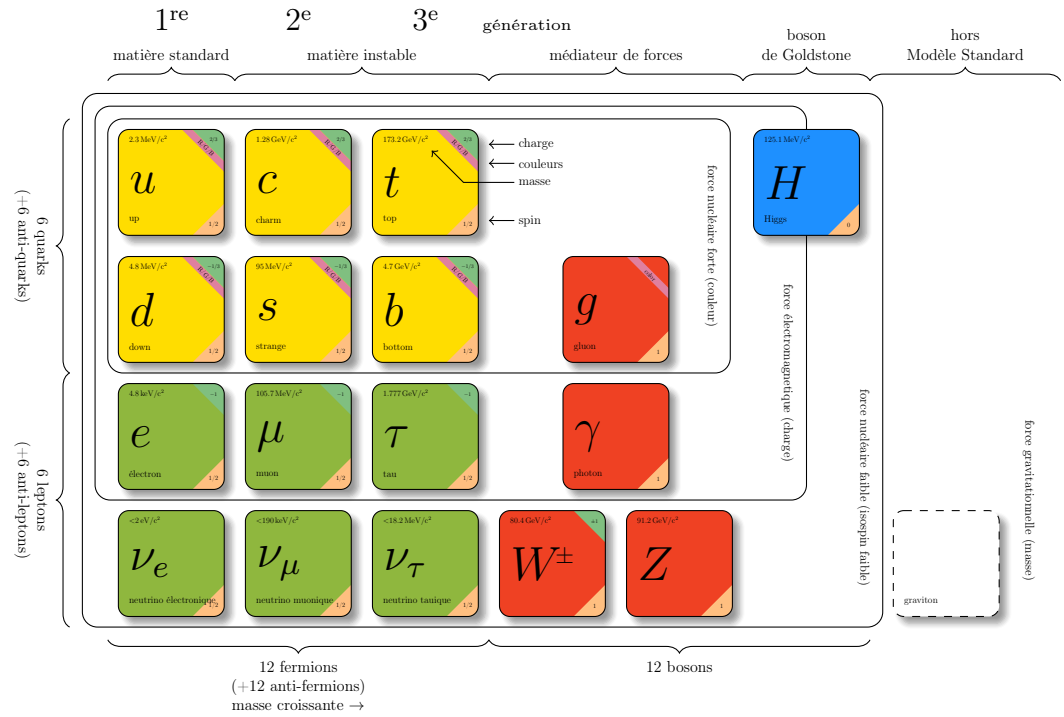 1re 2e 3e génération
boson
de Goldstone
hors
Modèle Standard
matière standard matière instable médiateur de forces
2.3 MeV/c² 2/3
R/G/B
u
up 1/2
1.28 GeV/c² 2/3
R/G/B
c
charm 1/2
173.2 GeV/c² 2/3
R/G/B
t
top 1/2
charge
couleurs
masse
spin
125.1 MeV/c²
H
Higgs 0
6 quarks
(+6 anti-quarks)
4.8 MeV/c² −1/3
R/G/B
d
down 1/2
95 MeV/c² −1/3
R/G/B
s
strange 1/2
4.7 GeV/c² −1/3
R/G/B
b
bottom 1/2
color
g
gluon 1
force nucléaire forte (couleur)
4.8 keV/c² −1
e
électron 1/2
105.7 MeV/c² −1
μ
muon 1/2
1.777 GeV/c² −1
τ
tau 1/2
γ
photon 1
force électromagnetique (charge)
6 leptons
(+6 anti-leptons)
<2 eV/c²
νe
neutrino électronique 1/2
<190 keV/c²
νμ
neutrino muonique 1/2
<18.2 MeV/c²
ντ
neutrino tauique 1/2
80.4 GeV/c² ±1
W±
1
91.2 GeV/c²
Z
1
force nucléaire faible (isospin faible)
graviton
force gravitationnelle (masse)
12 fermions
(+12 anti-fermions)
masse croissante →
12 bosons